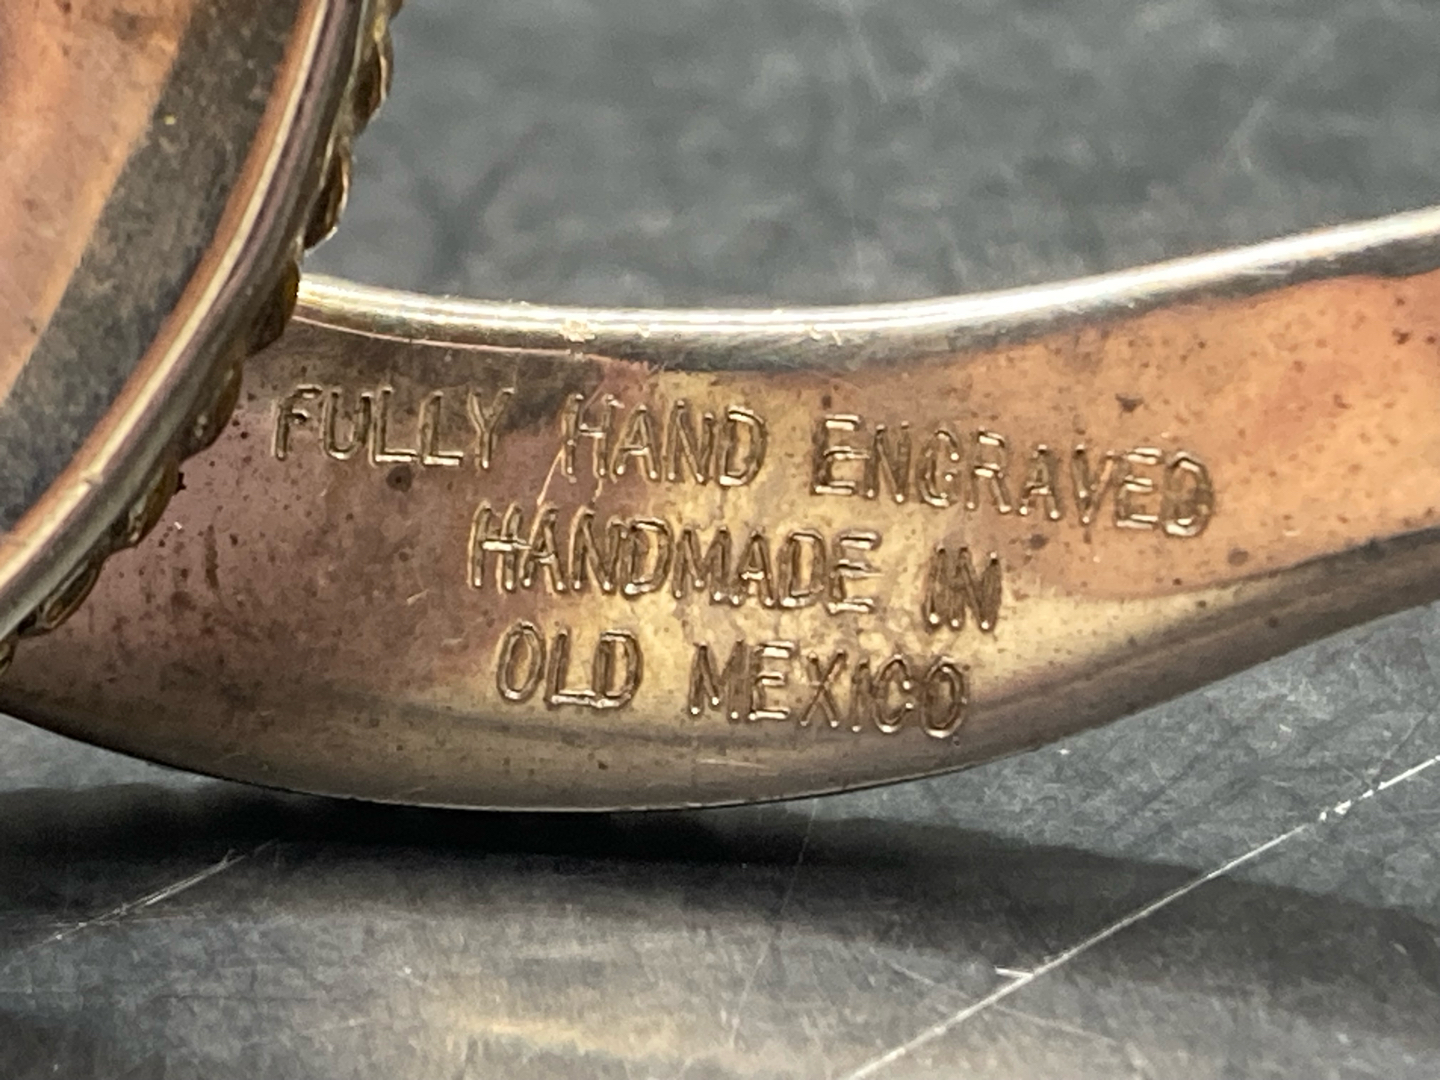 FULLY HAND ENGRAVED
HANDMADE IN
OLD MEXICO